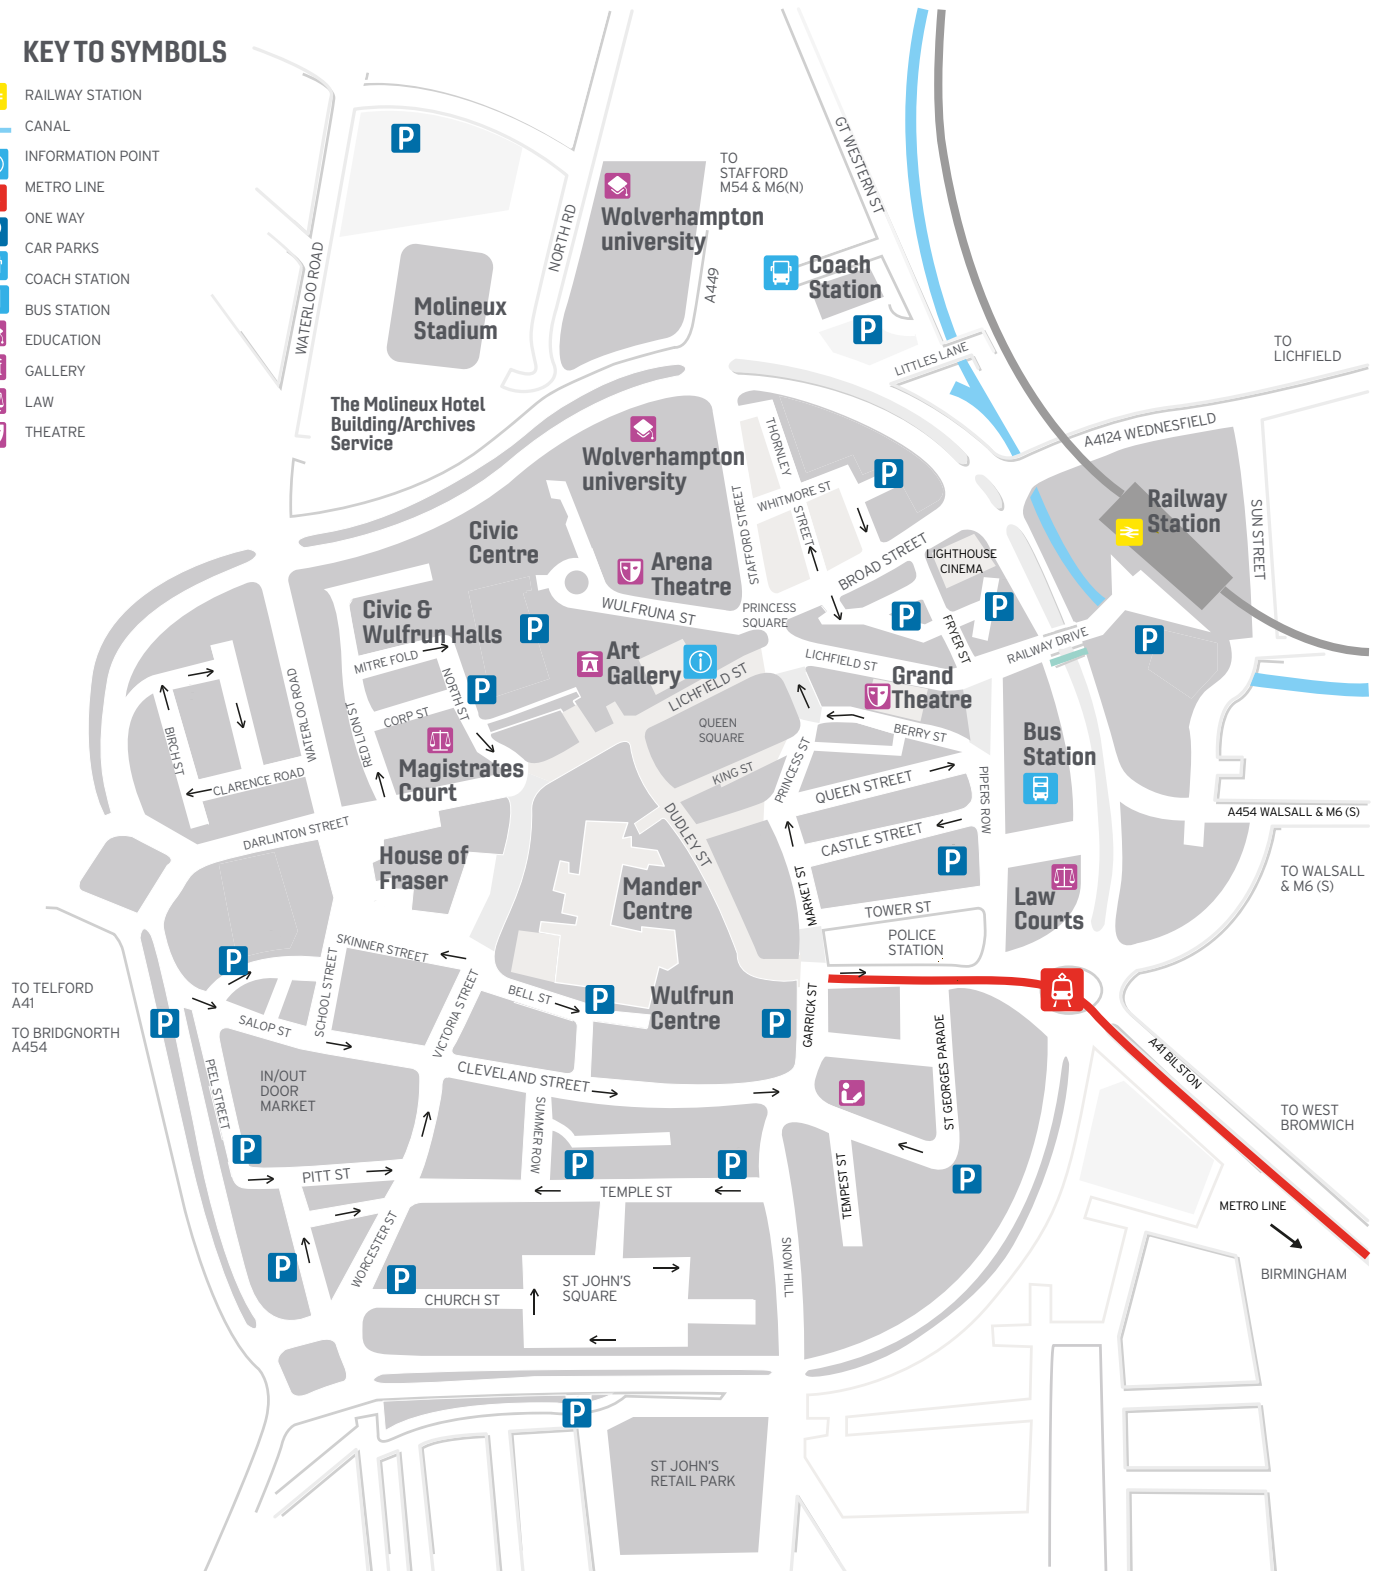 KEY TO SYMBOLS
RAILWAY STATION
CANAL
INFORMATION POINT
METRO LINE
ONE WAY
CAR PARKS
COACH STATION
BUS STATION
EDUCATION
GALLERY
LAW
THEATRE
P
GT WESTERN ST
TO
STAFFORD
M54 & M6(N)
Wolverhampton
university
NORTH RD
A449
WATERLOO ROAD
Coach
Station
P
Molineux
Stadium
LITTLES LANE
TO
LICHFIELD
The Molineux Hotel
Building/Archives
Service
A4124 WEDNESFIELD
Wolverhampton
university
THORNLEY
STREET
WHITMORE ST
P
STAFFORD STREET
Railway
Station
SUN STREET
Civic
Centre
Arena
Theatre
BROAD STREET
LIGHTHOUSE
CINEMA
WULFRUNA ST
PRINCESS
SQUARE
P
P
FRYER ST
Civic &
Wulfrun Halls
P
MITRE FOLD
NORTH ST
Art
Gallery
i
LICHFIELD ST
LICHFIELD ST
RAILWAY DRIVE
P
Grand
Theatre
P
WATERLOO ROAD
RED LION ST
CORP ST
QUEEN
SQUARE
BERRY ST
Bus
Station
BIRCH ST
CLARENCE ROAD
Magistrates
Court
KING ST
PRINCESS ST
QUEEN STREET
PIPERS ROW
A454 WALSALL & M6 (S)
DARLINTON STREET
DUDLEY ST
CASTLE STREET
P
House of
Fraser
Mander
Centre
MARKET ST
Law
Courts
TO WALSALL
& M6 (S)
TOWER ST
POLICE
STATION
SKINNER STREET
P
SCHOOL STREET
TO TELFORD
A41
TO BRIDGNORTH
A454
P
SALOP ST
VICTORIA STREET
BELL ST
P
Wulfrun
Centre
P
GARRICK ST
ST GEORGES PARADE
A41 BILSTON
PEEL STREET
IN/OUT
DOOR
MARKET
CLEVELAND STREET
SUMMER ROW
TO WEST
BROMWICH
P
PITT ST
P
P
TEMPLE ST
TEMPEST ST
P
METRO LINE
BIRMINGHAM
WORCESTER ST
P
P
CHURCH ST
ST JOHN'S
SQUARE
SNOW HILL
P
ST JOHN'S
RETAIL PARK